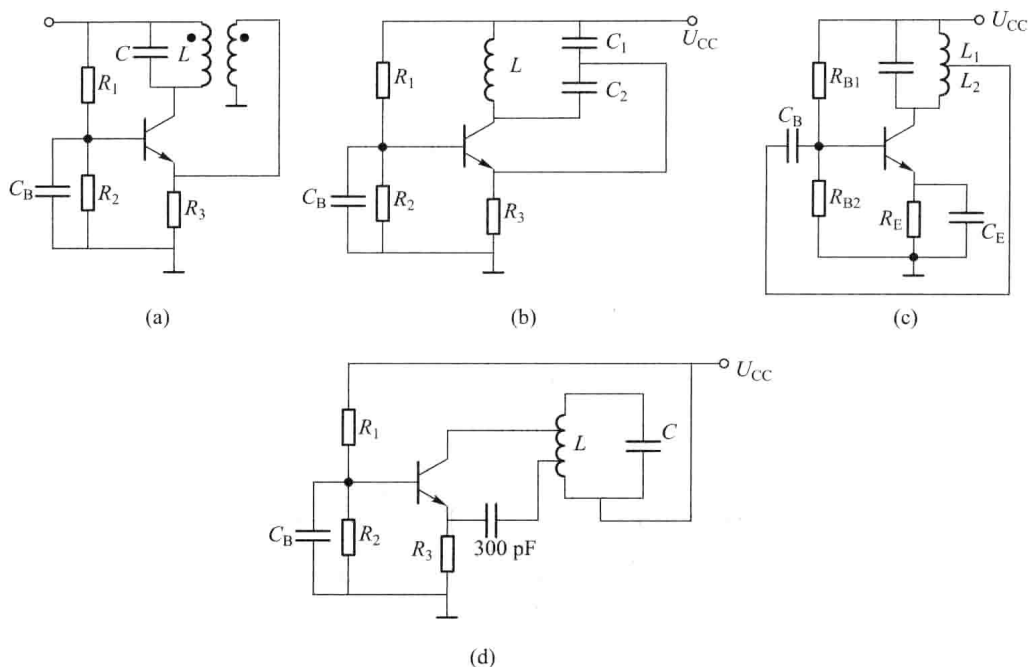 C
L
R1
CB
R2
R3
(a)
UCC
C1
L
C2
R1
CB
R2
R3
(b)
UCC
L1
L2
RB1
CB
RB2
RE
CE
(c)
UCC
R1
L
C
CB
R2
R3
300 pF
(d)